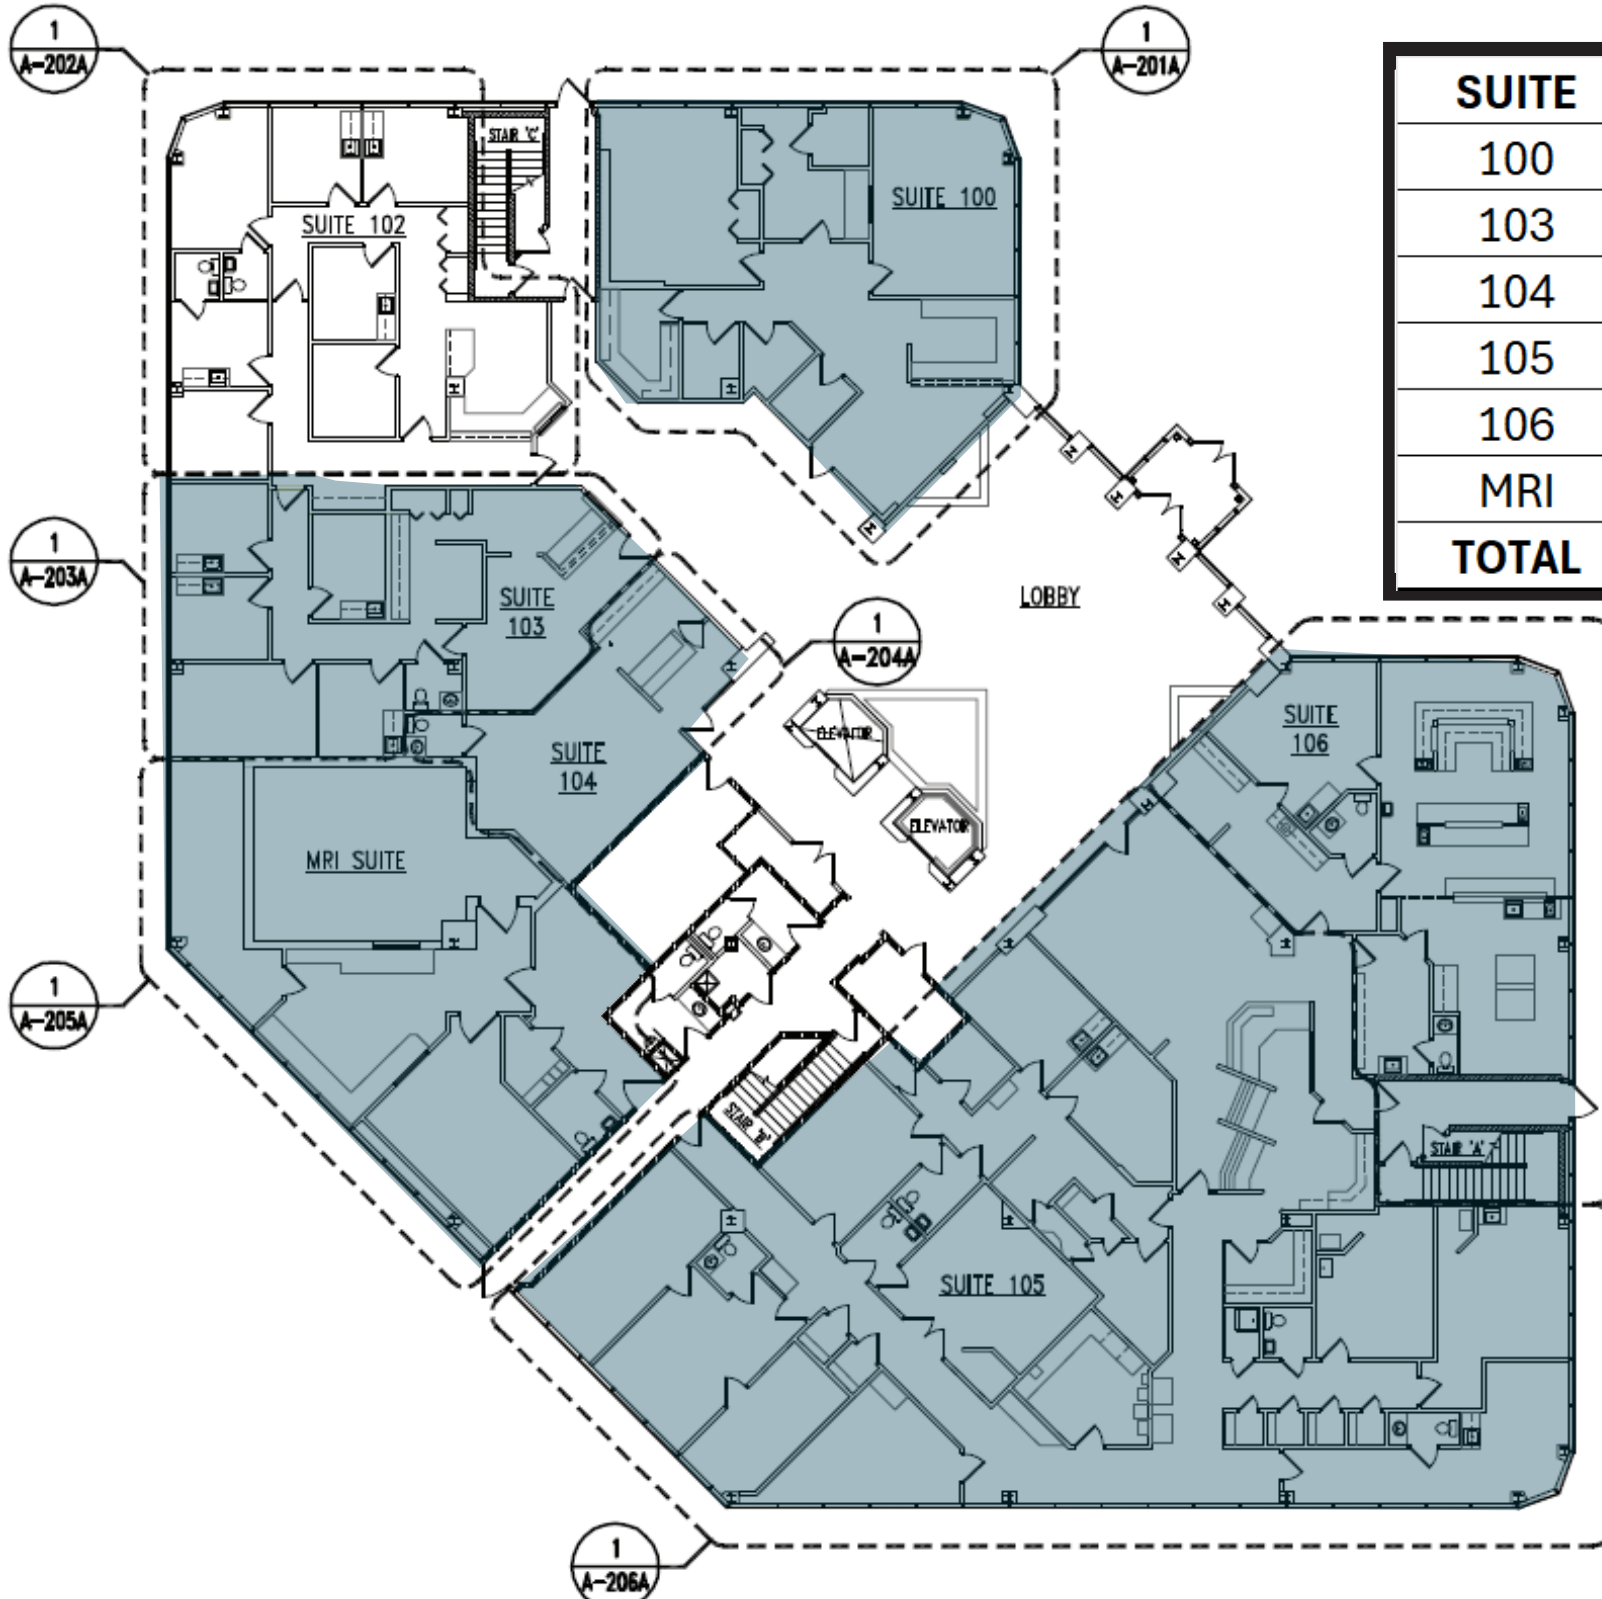 1
A-202A
1
A-201A
SUITE
100
103
104
105
106
MRI
TOTAL
STAIR 'C'
SUITE 100
SUITE 102
1
A-203A
SUITE
103
LOBBY
1
A-204A
SUITE
104
ELEVATOR
ELEVATOR
SUITE
106
MRI SUITE
1
A-205A
STAIR 'B'
STAIR 'A'
SUITE 105
1
A-206A